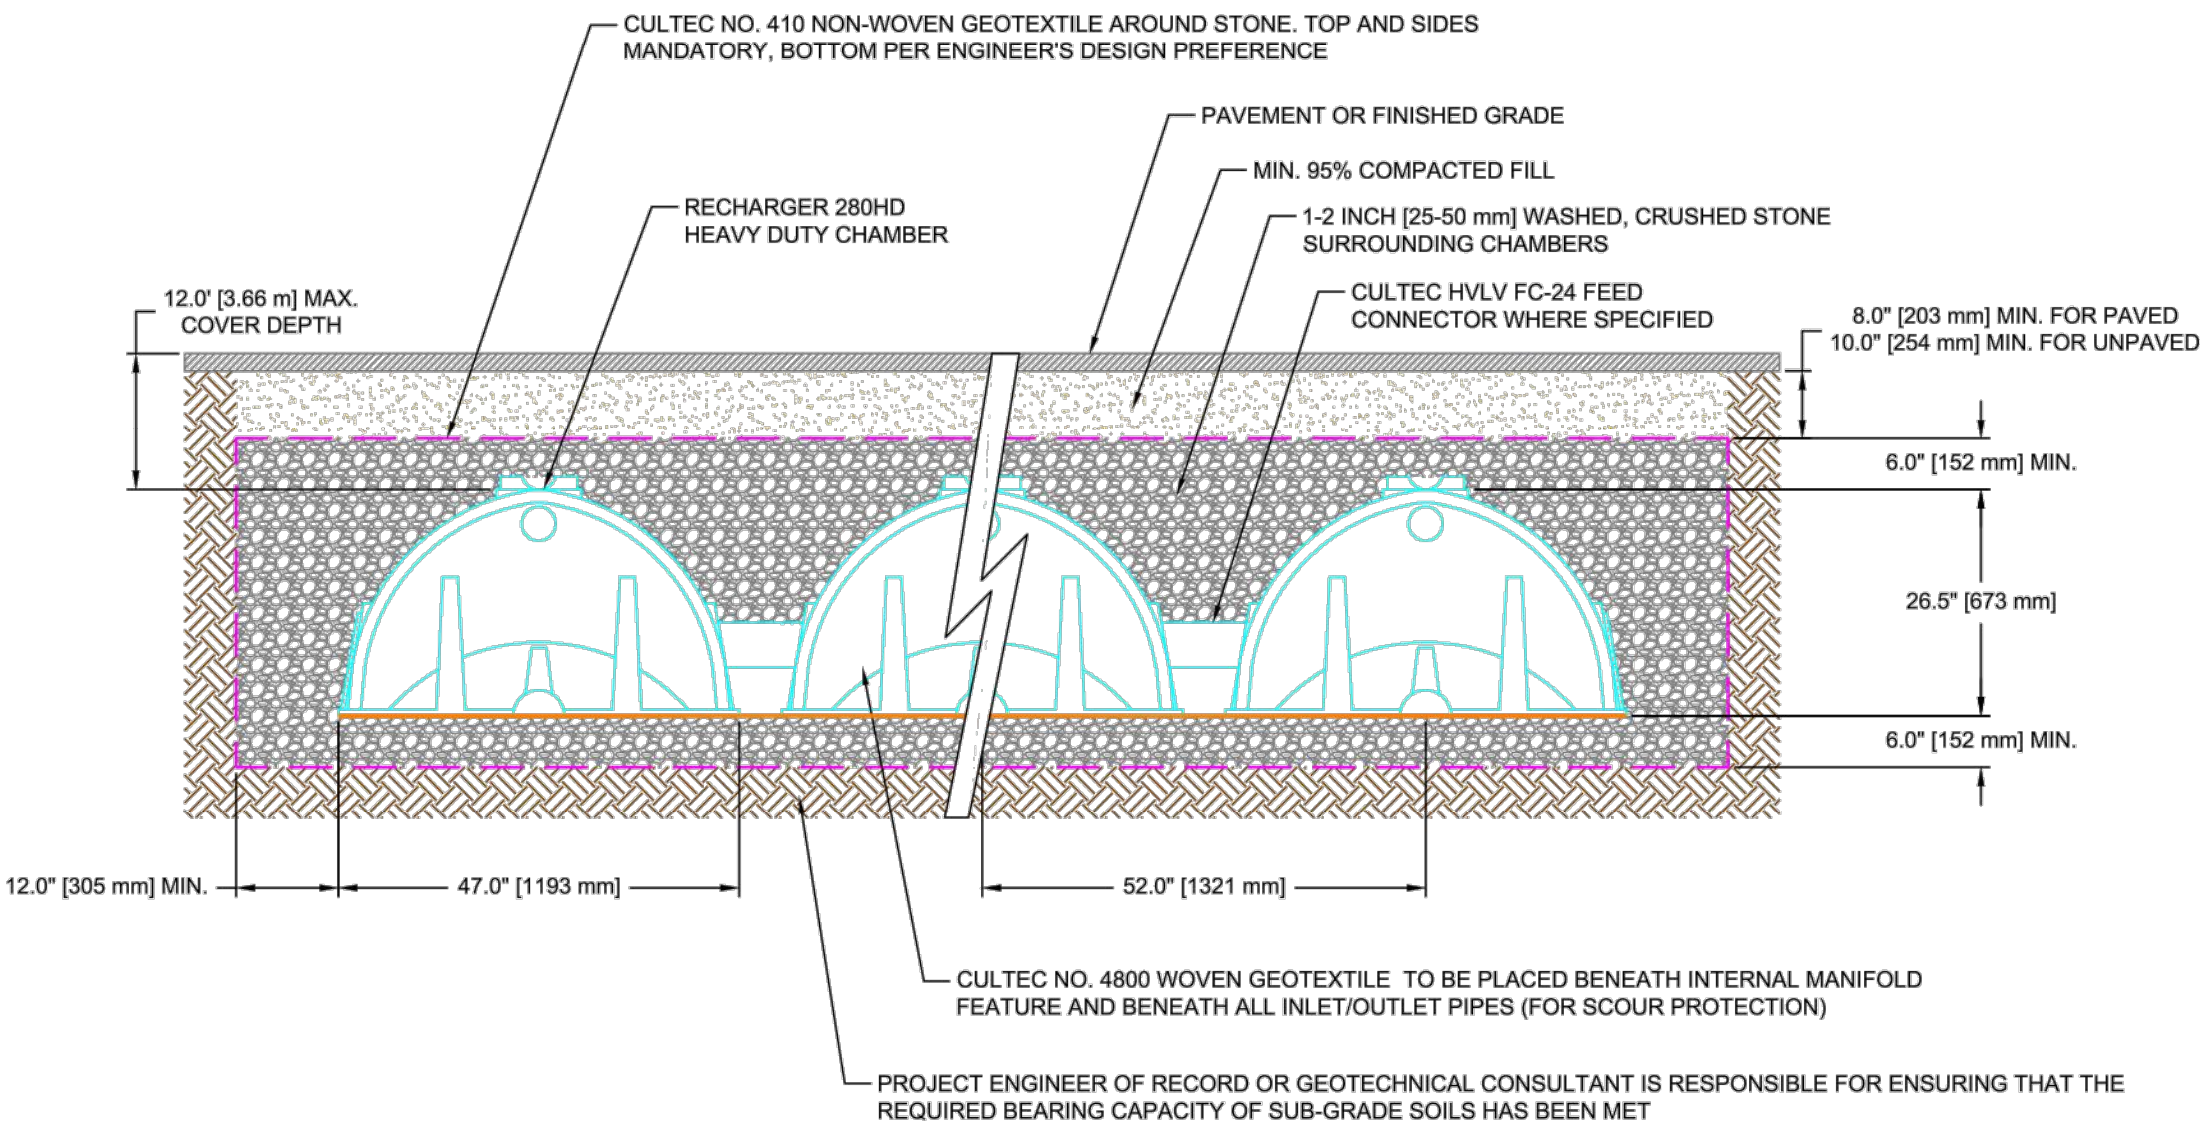 CULTEC NO. 410 NON-WOVEN GEOTEXTILE AROUND STONE. TOP AND SIDES
MANDATORY, BOTTOM PER ENGINEER'S DESIGN PREFERENCE
PAVEMENT OR FINISHED GRADE
MIN. 95% COMPACTED FILL
RECHARGER 280HD
HEAVY DUTY CHAMBER
1-2 INCH [25-50 mm] WASHED, CRUSHED STONE
SURROUNDING CHAMBERS
12.0' [3.66 m] MAX.
COVER DEPTH
CULTEC HVLV FC-24 FEED
CONNECTOR WHERE SPECIFIED
8.0" [203 mm] MIN. FOR PAVED
10.0" [254 mm] MIN. FOR UNPAVED
6.0" [152 mm] MIN.
26.5" [673 mm]
6.0" [152 mm] MIN.
12.0" [305 mm] MIN.
47.0" [1193 mm]
52.0" [1321 mm]
CULTEC NO. 4800 WOVEN GEOTEXTILE TO BE PLACED BENEATH INTERNAL MANIFOLD
FEATURE AND BENEATH ALL INLET/OUTLET PIPES (FOR SCOUR PROTECTION)
PROJECT ENGINEER OF RECORD OR GEOTECHNICAL CONSULTANT IS RESPONSIBLE FOR ENSURING THAT THE
REQUIRED BEARING CAPACITY OF SUB-GRADE SOILS HAS BEEN MET